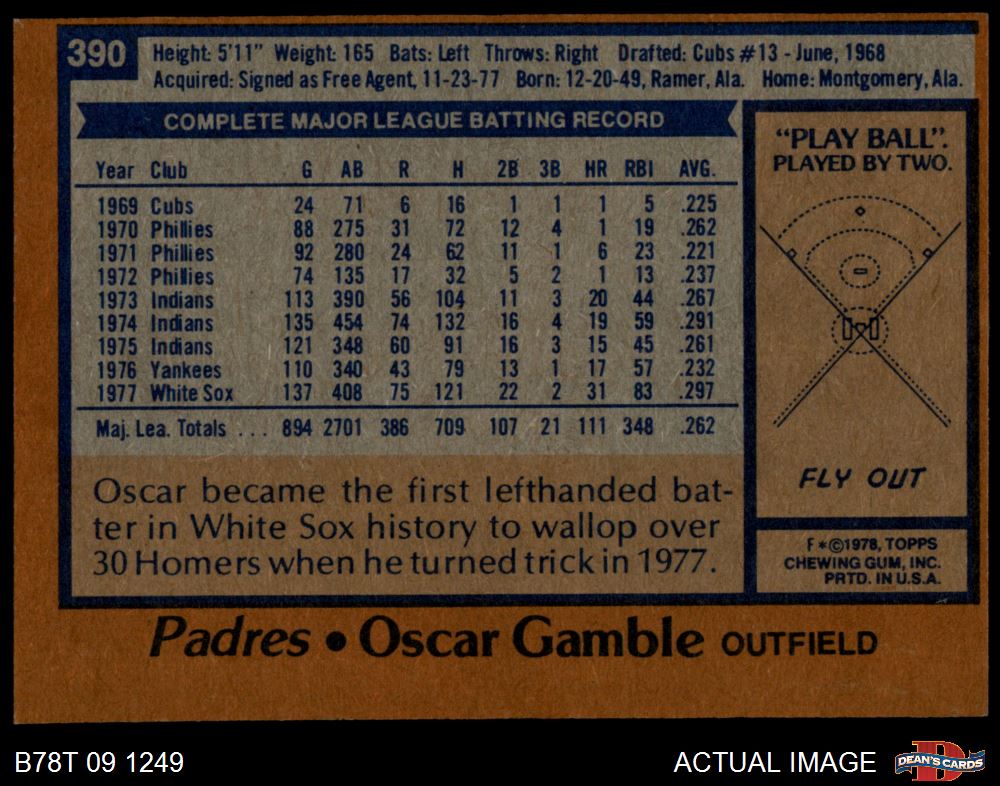 390
Height: 5'11" Weight: 165 Bats: Left Throws: Right Drafted: Cubs #13 - June, 1968
Acquired: Signed as Free Agent, 11-23-77 Born: 12-20-49, Ramer, Ala. Home: Montgomery, Ala.
COMPLETE MAJOR LEAGUE BATTING RECORD
Year Club G AB R H 2B 3B HR RBI AVG.
1969 Cubs 24 71 6 16 1 1 1 5 .225
1970 Phillies 88 275 31 72 12 4 1 19 .262
1971 Phillies 92 280 24 62 11 1 6 23 .221
1972 Phillies 74 135 17 32 5 2 1 13 .237
1973 Indians 113 390 56 104 11 3 20 44 .267
1974 Indians 135 454 74 132 16 4 19 59 .291
1975 Indians 121 348 60 91 16 3 15 45 .261
1976 Yankees 110 340 43 79 13 1 17 57 .232
1977 White Sox 137 408 75 121 22 2 31 83 .297
Maj. Lea. Totals ... 894 2701 386 709 107 21 111 348 .262
Oscar became the first lefthanded bat-
ter in White Sox history to wallop over
30 Homers when he turned trick in 1977.
"PLAY BALL".
PLAYED BY TWO.
FLY OUT
F*©1978, TOPPS
CHEWING GUM, INC.
PRTD. IN U.S.A.
Padres • Oscar Gamble OUTFIELD
B78T 09 1249
ACTUAL IMAGE
D
DEAN'S CARDS